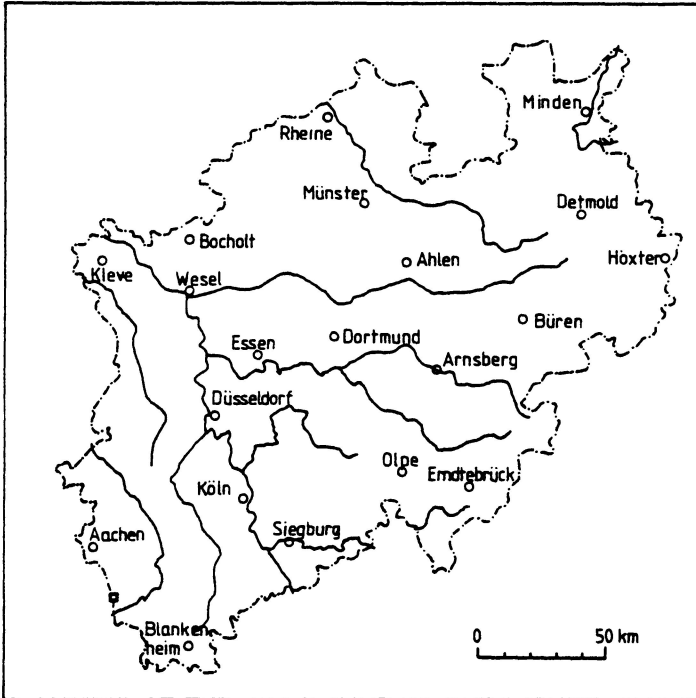 Minden
Rheine
Münster
Detmold
Bocholt
Ahlen
Höxter
Kleve
Wesel
Büren
Essen
Dortmund
Arnsberg
Düsseldorf
Olpe
Erndtebrück
Köln
Siegburg
Aachen
Blanken
heim
0 50 km